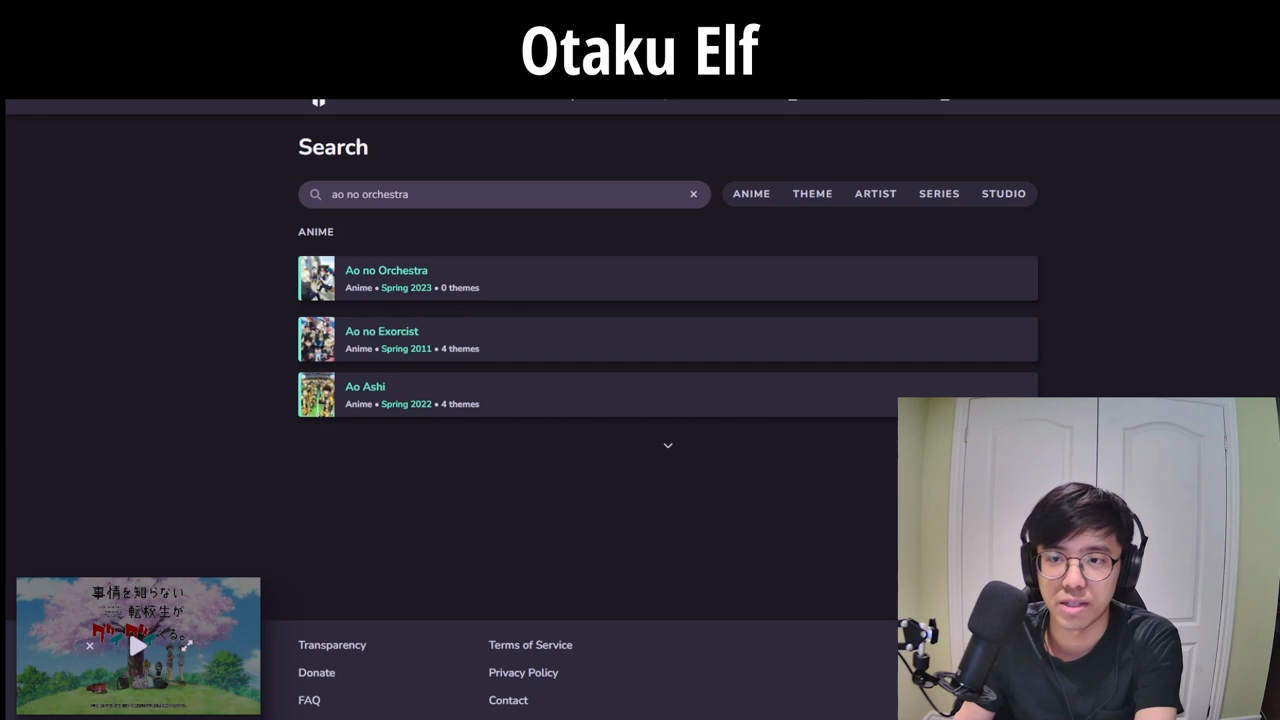 Otaku Elf
Search
ao no orchestra
ANIME THEME ARTIST SERIES STUDIO
ANIME
Ao no Orchestra
Anime • Spring 2023 • 0 themes
Ao no Exorcist
Anime • Spring 2011 • 4 themes
Ao Ashi
Anime • Spring 2022 • 4 themes
事情を知らない
転校生が
Transparency
Terms of Service
Donate
Privacy Policy
FAQ
Contact